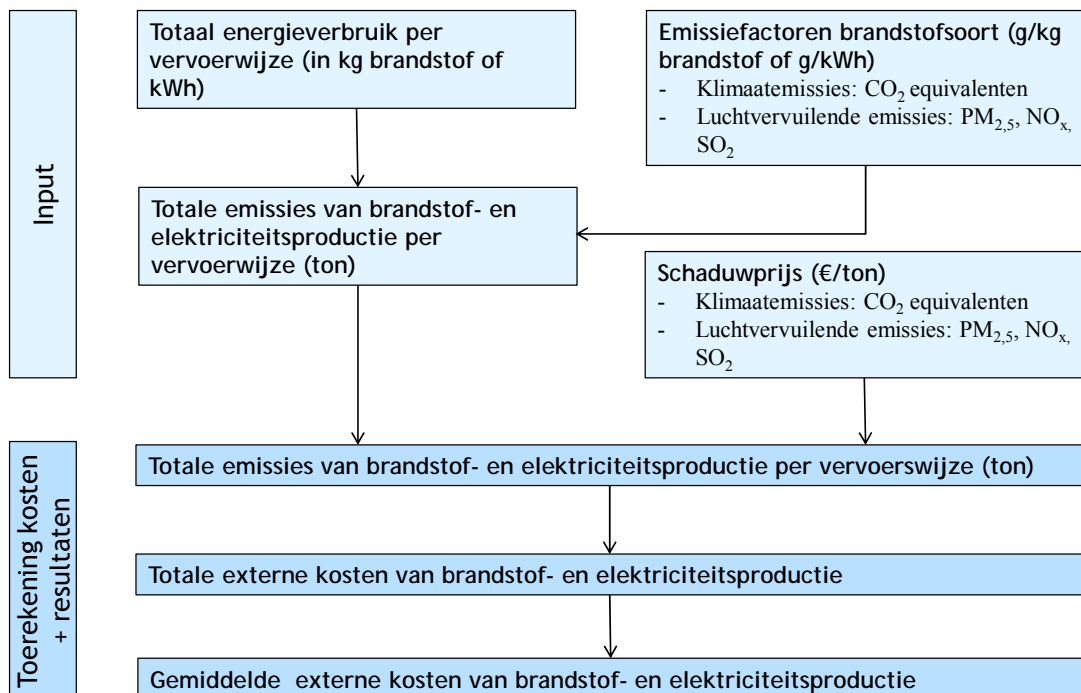 Totaal energieverbruik per
vervoerwijze (in kg brandstof of
kWh)
Emissiefactoren brandstofsoort (g/kg
brandstof of g/kWh)
- Klimaatemissies: CO2 equivalenten
- Luchtvervuilende emissies: PM2,5, NOx,
SO2
Input
Totale emissies van brandstof- en
elektriciteitsproductie per
vervoerwijze (ton)
Schaduwprijs (€/ton)
- Klimaatemissies: CO2 equivalenten
- Luchtvervuilende emissies: PM2,5, NOx,
SO2
Toerekening kosten
+ resultaten
Totale emissies van brandstof- en elektriciteitsproductie per vervoerswijze (ton)
Totale externe kosten van brandstof- en elektriciteitsproductie
Gemiddelde externe kosten van brandstof- en elektriciteitsproductie